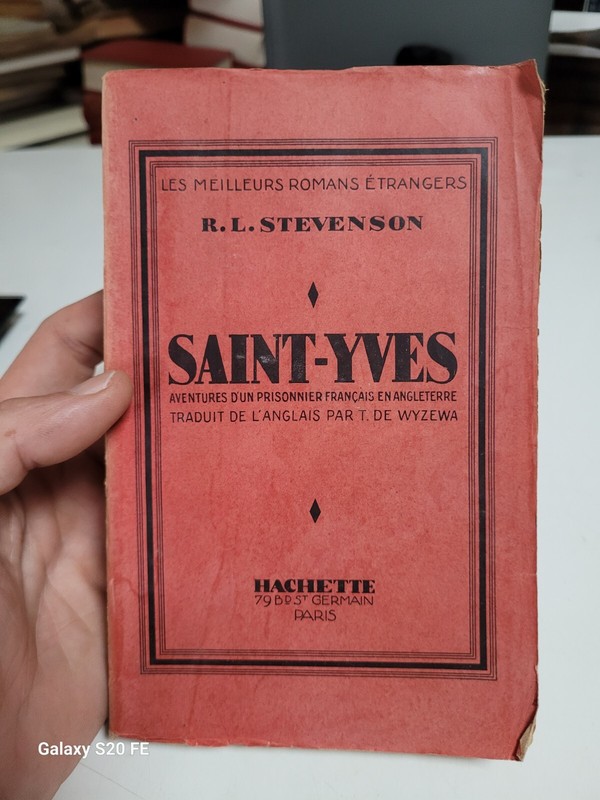 LES MEILLEURS ROMANS ÉTRANGERS
R. L. STEVENSON
SAINT-YVES
AVENTURES D'UN PRISONNIER FRANÇAIS EN ANGLETERRE
TRADUIT DE L'ANGLAIS PAR T. DE WYZEWA
HACHETTE
79 BD ST GERMAIN
PARIS
Galaxy S20 FE